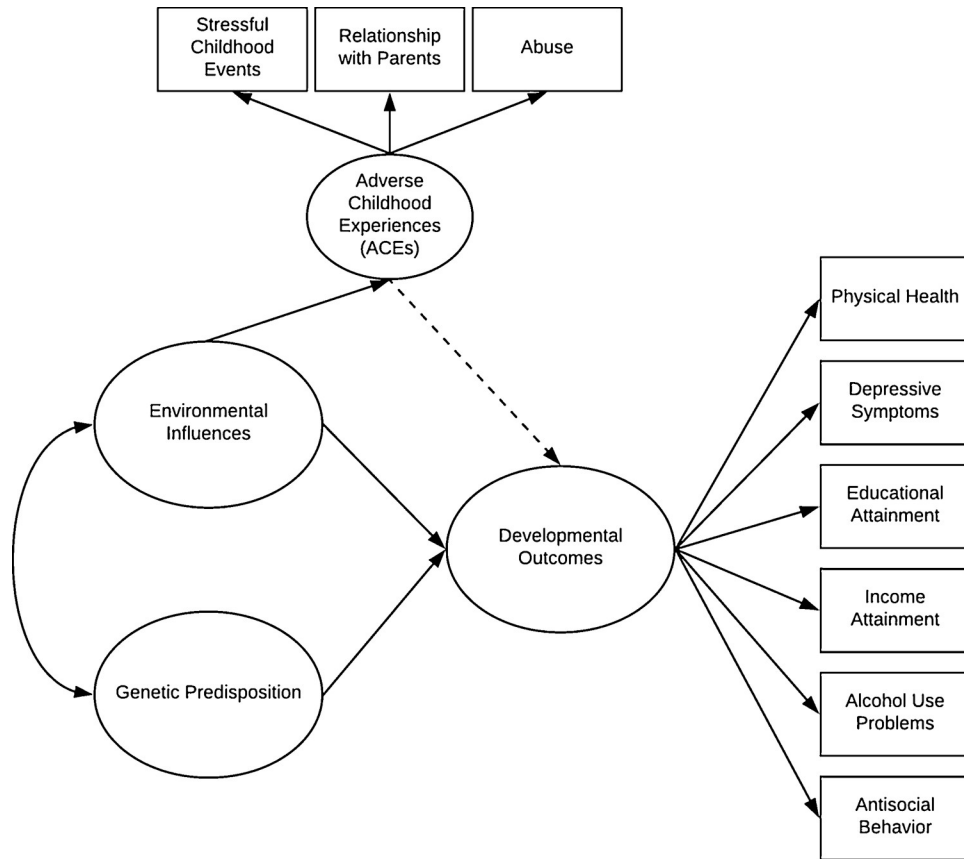 Stressful
Childhood
Events
Relationship
with Parents
Abuse
Adverse
Childhood
Experiences
(ACEs)
Environmental
Influences
Genetic Predisposition
Developmental
Outcomes
Physical Health
Depressive
Symptoms
Educational
Attainment
Income
Attainment
Alcohol Use
Problems
Antisocial
Behavior